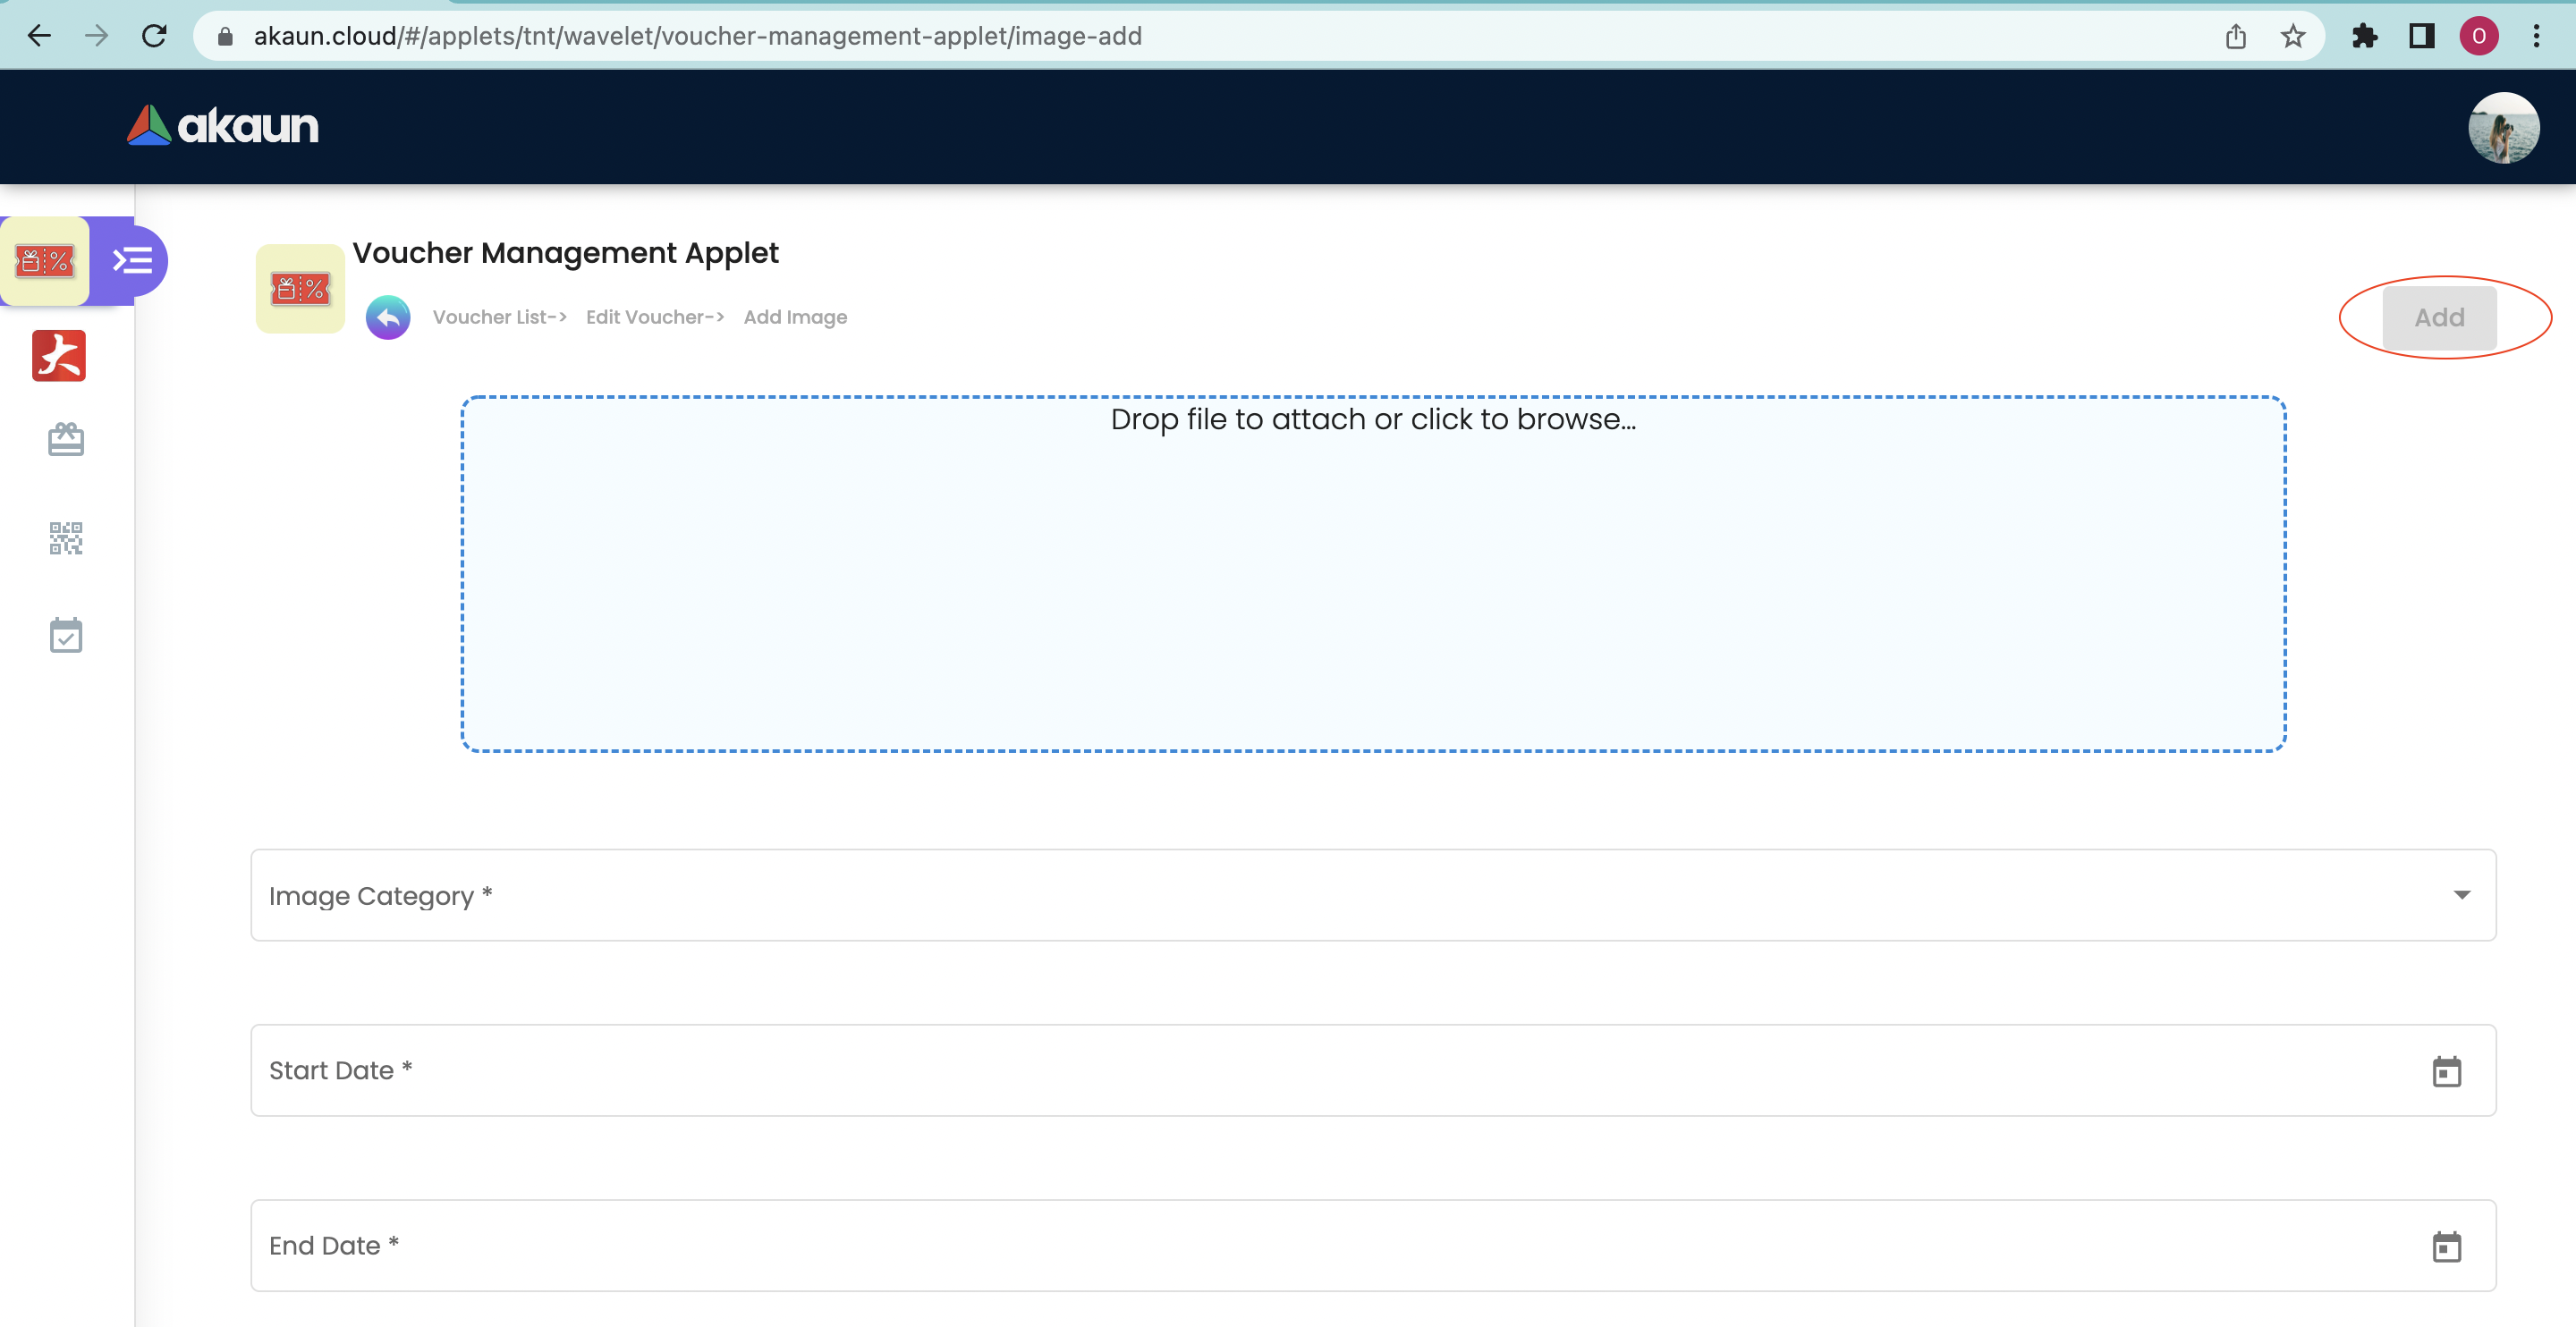 akaun.cloud/#/applets/tnt/wavelet/voucher-management-applet/image-add
O
akaun
%
大
Voucher Management Applet
%
Voucher List-> Edit Voucher-> Add Image
Add
Drop file to attach or click to browse...
Image Category *
Start Date *
End Date *